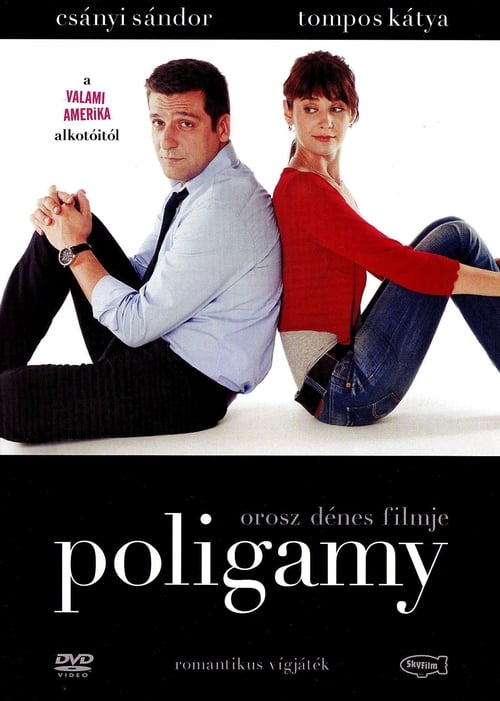 csányi sándor tompos kátya
a
VALAMI
AMERiKA
alkotóitól
orosz dénes filmje
poligamy
DVD
VIDEO
romantikus vígjáték
SkyFilm